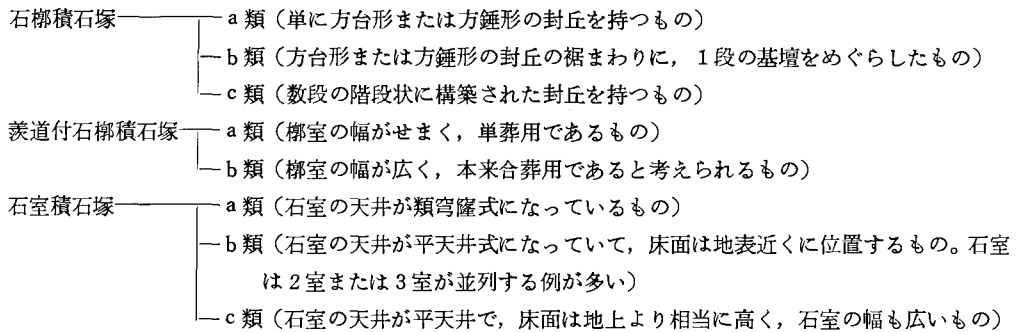 石槨積石塚 a類（単に方台形または方錘形の封丘を持つもの）
b類（方台形または方錘形の封丘の裾まわりに，1段の基壇をめぐらしたもの）
c類（数段の階段状に構築された封丘を持つもの）
羨道付石槨積石塚 a類（槨室の幅がせまく，単葬用であるもの）
b類（槨室の幅が広く，本来合葬用であると考えられるもの）
石室積石塚 a類（石室の天井が類穹窿式になっているもの）
b類（石室の天井が平天井式になっていて，床面は地表近くに位置するもの。石室
は2室または3室が並列する例が多い）
c類（石室の天井が平天井で，床面は地上より相当に高く，石室の幅も広いもの）